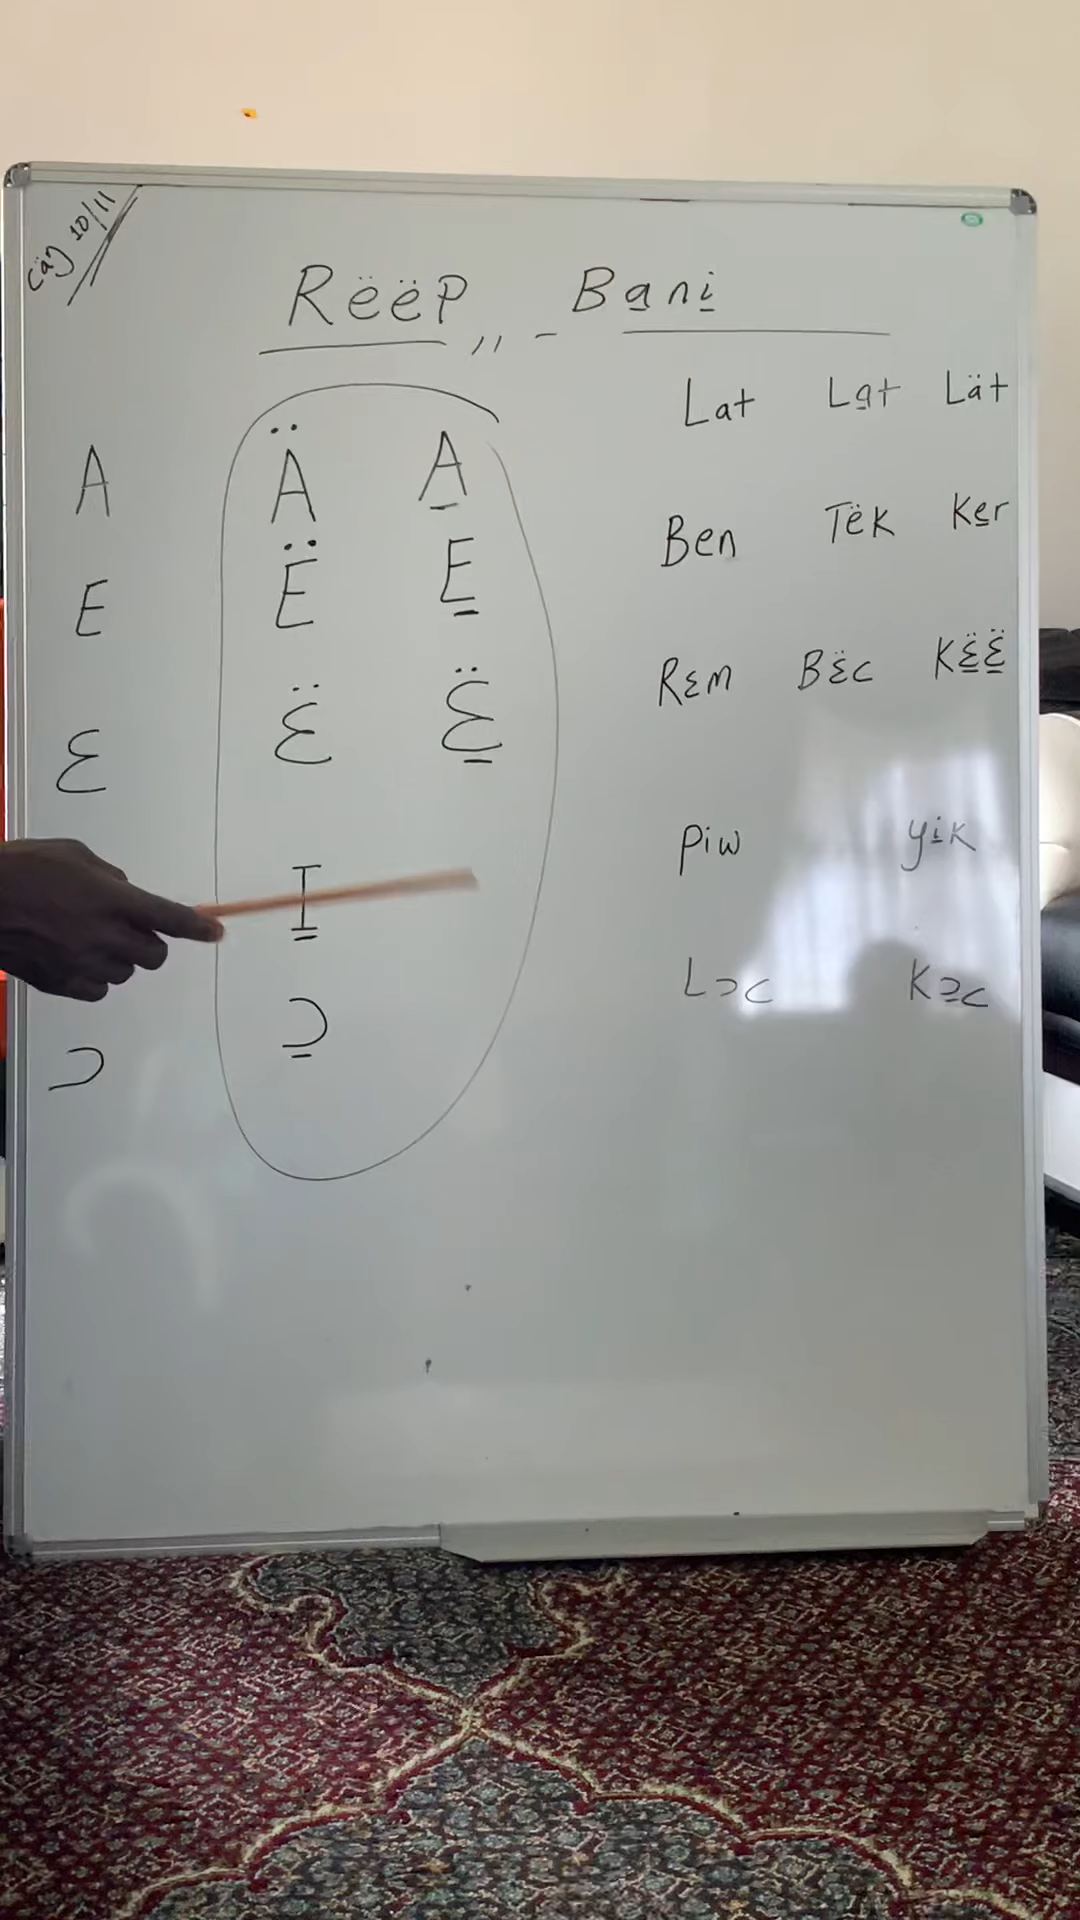 Cäŋ 10/11
Rëëp ,, - Ba̱ni̱
Lat La̱t Lät
A Ä A̱
Ben Tëk Ke̱r
E Ë E̱
Rɛm Bɛ̈c Kɛ̱̈ɛ̱̈
Ɛ Ɛ̈ Ɛ̱̈
piw yi̱k
I̱
Lɔc Kɔ̱c
Ɔ Ɔ̱